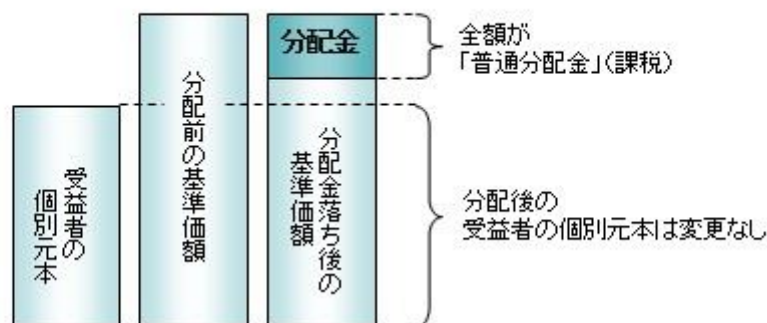 受益者の
個別元本
分配前の基準価額
分配金
分配金落ち後の
基準価額
全額が
「普通分配金」(課税)
分配後の
受益者の個別元本は変更なし